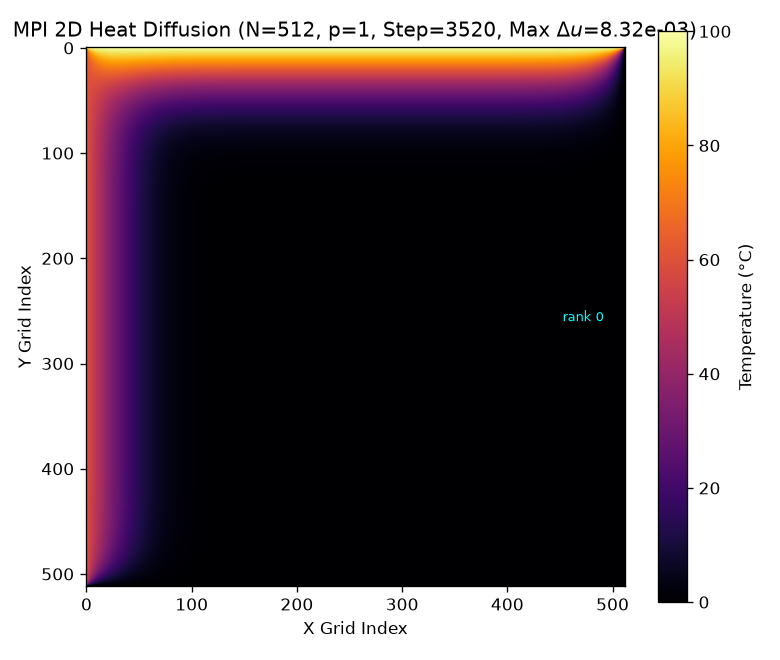 MPI 2D Heat Diffusion (N=512, p=1, Step=3520, Max Δu=8.32e-03)
0
100
200
300
400
500
Y Grid Index
0 100 200 300 400 500
X Grid Index
rank 0
100
80
60
40
20
0
Temperature (°C)